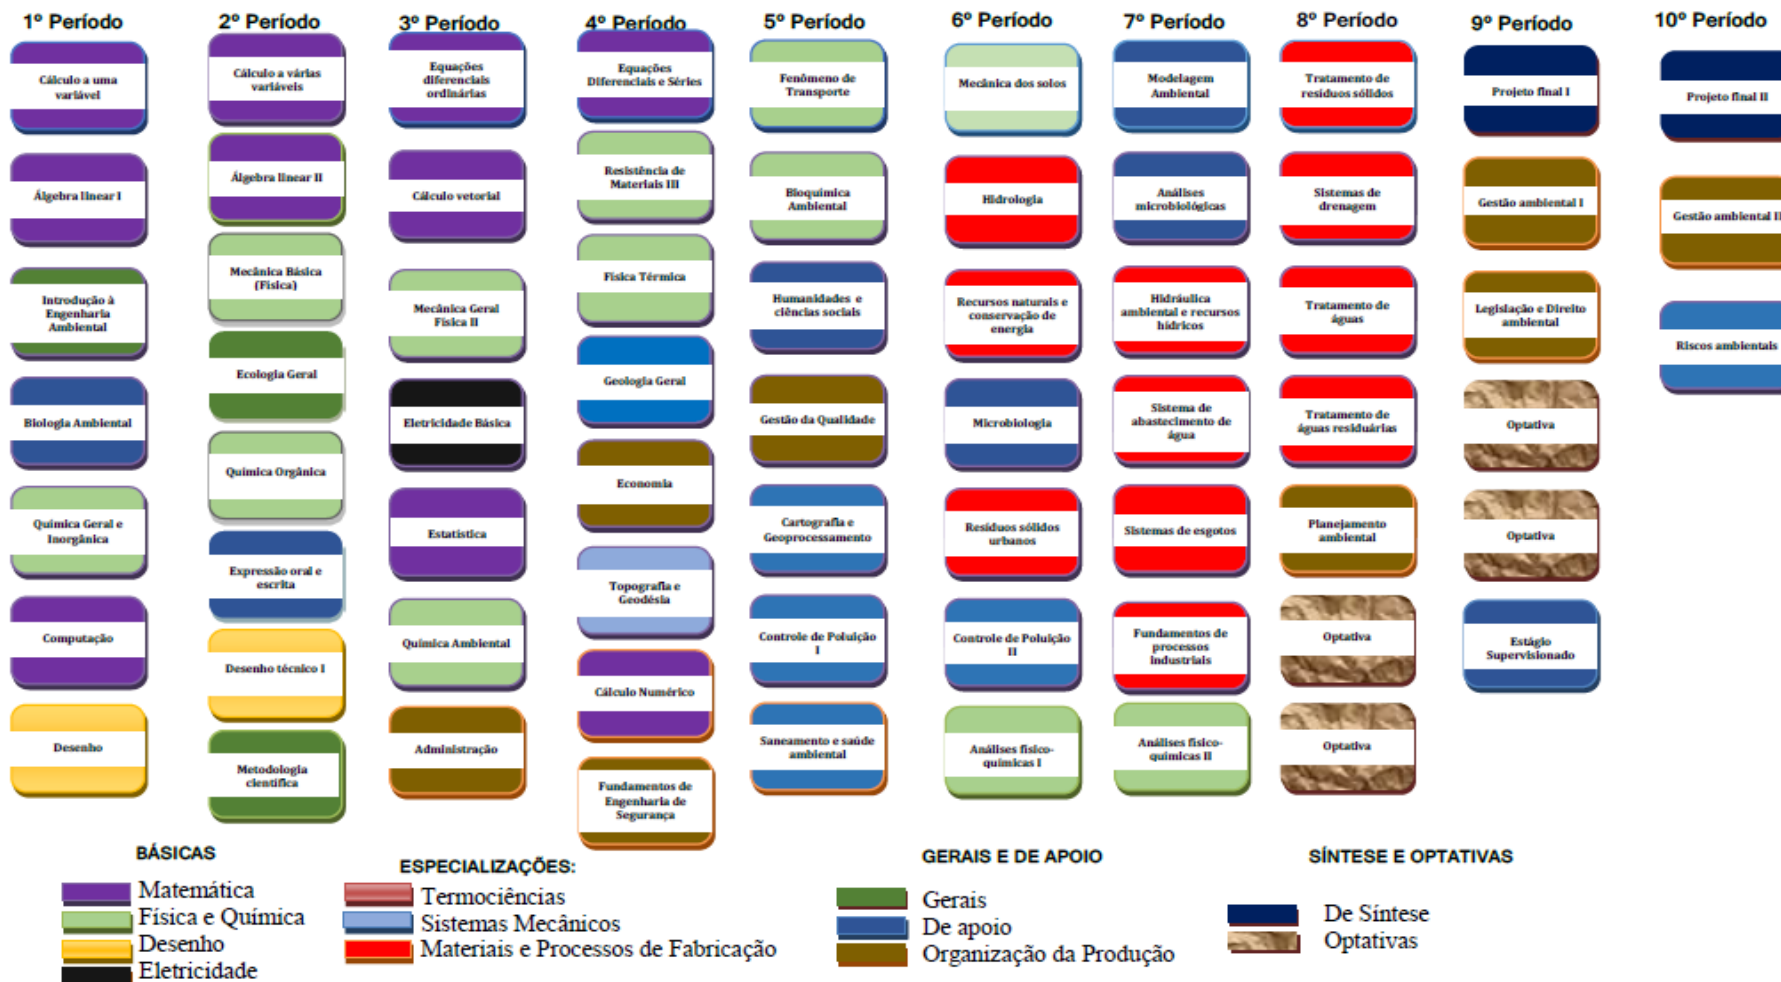 1º Período
Cálculo a uma
variável
Álgebra linear I
Introdução à
Engenharia
Ambiental
Biologia Ambiental
Química Geral e
Inorgânica
Computação
Desenho
2º Período
Cálculo a várias
variáveis
Álgebra linear II
Mecânica Básica
(Física)
Ecologia Geral
Química Orgânica
Expressão oral e
escrita
Desenho técnico I
Metodologia
científica
3º Período
Equações
diferenciais
ordinárias
Cálculo vetorial
Mecânica Geral
Física II
Eletricidade Básica
Estatística
Química Ambiental
Administração
4º Período
Equações
Diferenciais e Séries
Resistência de
Materiais III
Física Térmica
Geologia Geral
Economia
Topografia e
Geodésia
Cálculo Numérico
Fundamentos de
Engenharia de
Segurança
5º Período
Fenômeno de
Transporte
Bioquímica
Ambiental
Humanidades e
ciências sociais
Gestão da Qualidade
Cartografia e
Geoprocessamento
Controle de Poluição
I
Saneamento e saúde
ambiental
6º Período
Mecânica dos solos
Hidrologia
Recursos naturais e
conservação de
energia
Microbiologia
Resíduos sólidos
urbanos
Controle de Poluição
II
Análises físico-
químicas I
7º Período
Modelagem
Ambiental
Análises
microbiológicas
Hidráulica
ambiental e recursos
hídricos
Sistema de
abastecimento de
água
Sistemas de esgotos
Fundamentos de
processos
industriais
Análises físico-
químicas II
8º Período
Tratamento de
resíduos sólidos
Sistemas de
drenagem
Tratamento de
águas
Tratamento de
águas residuárias
Planejamento
ambiental
Optativa
Optativa
9º Período
Projeto final I
Gestão ambiental I
Legislação e Direito
ambiental
Optativa
Optativa
Estágio
Supervisionado
10º Período
Projeto final II
Gestão ambiental II
Riscos ambientais
BÁSICAS
Matemática
Física e Química
Desenho
Eletricidade
ESPECIALIZAÇÕES:
Termociências
Sistemas Mecânicos
Materiais e Processos de Fabricação
GERAIS E DE APOIO
Gerais
De apoio
Organização da Produção
SÍNTESE E OPTATIVAS
De Síntese
Optativas